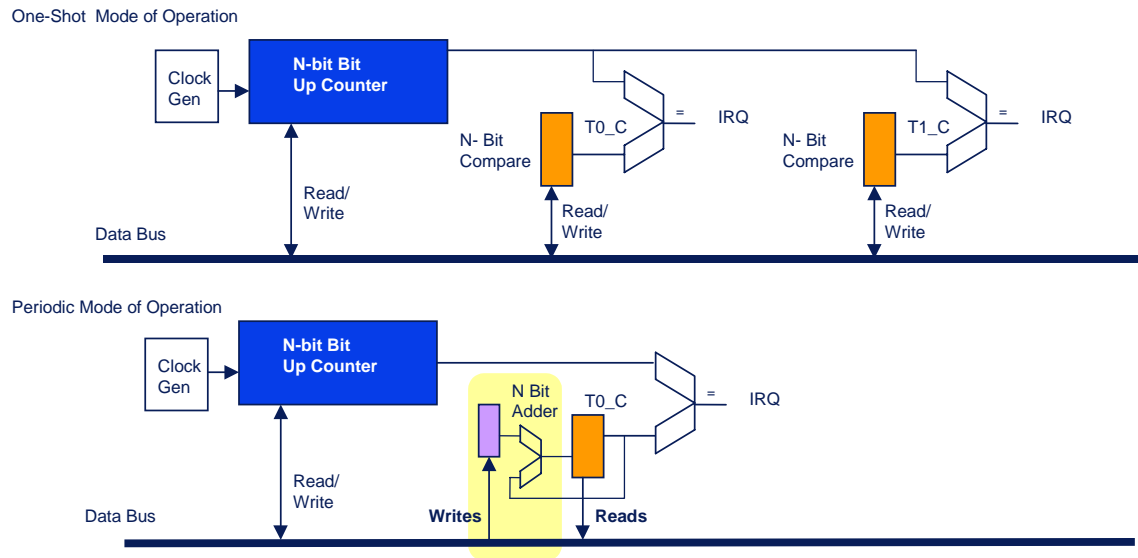 One-Shot Mode of Operation
N-bit Bit
Up Counter
Clock
Gen
N- Bit
Compare
T0_C
=
IRQ
N- Bit
Compare
T1_C
=
IRQ
Read/
Write
Read/
Write
Read/
Write
Data Bus
Periodic Mode of Operation
N-bit Bit
Up Counter
Clock
Gen
N Bit
Adder
T0_C
=
IRQ
Read/
Write
Data Bus
Writes
Reads